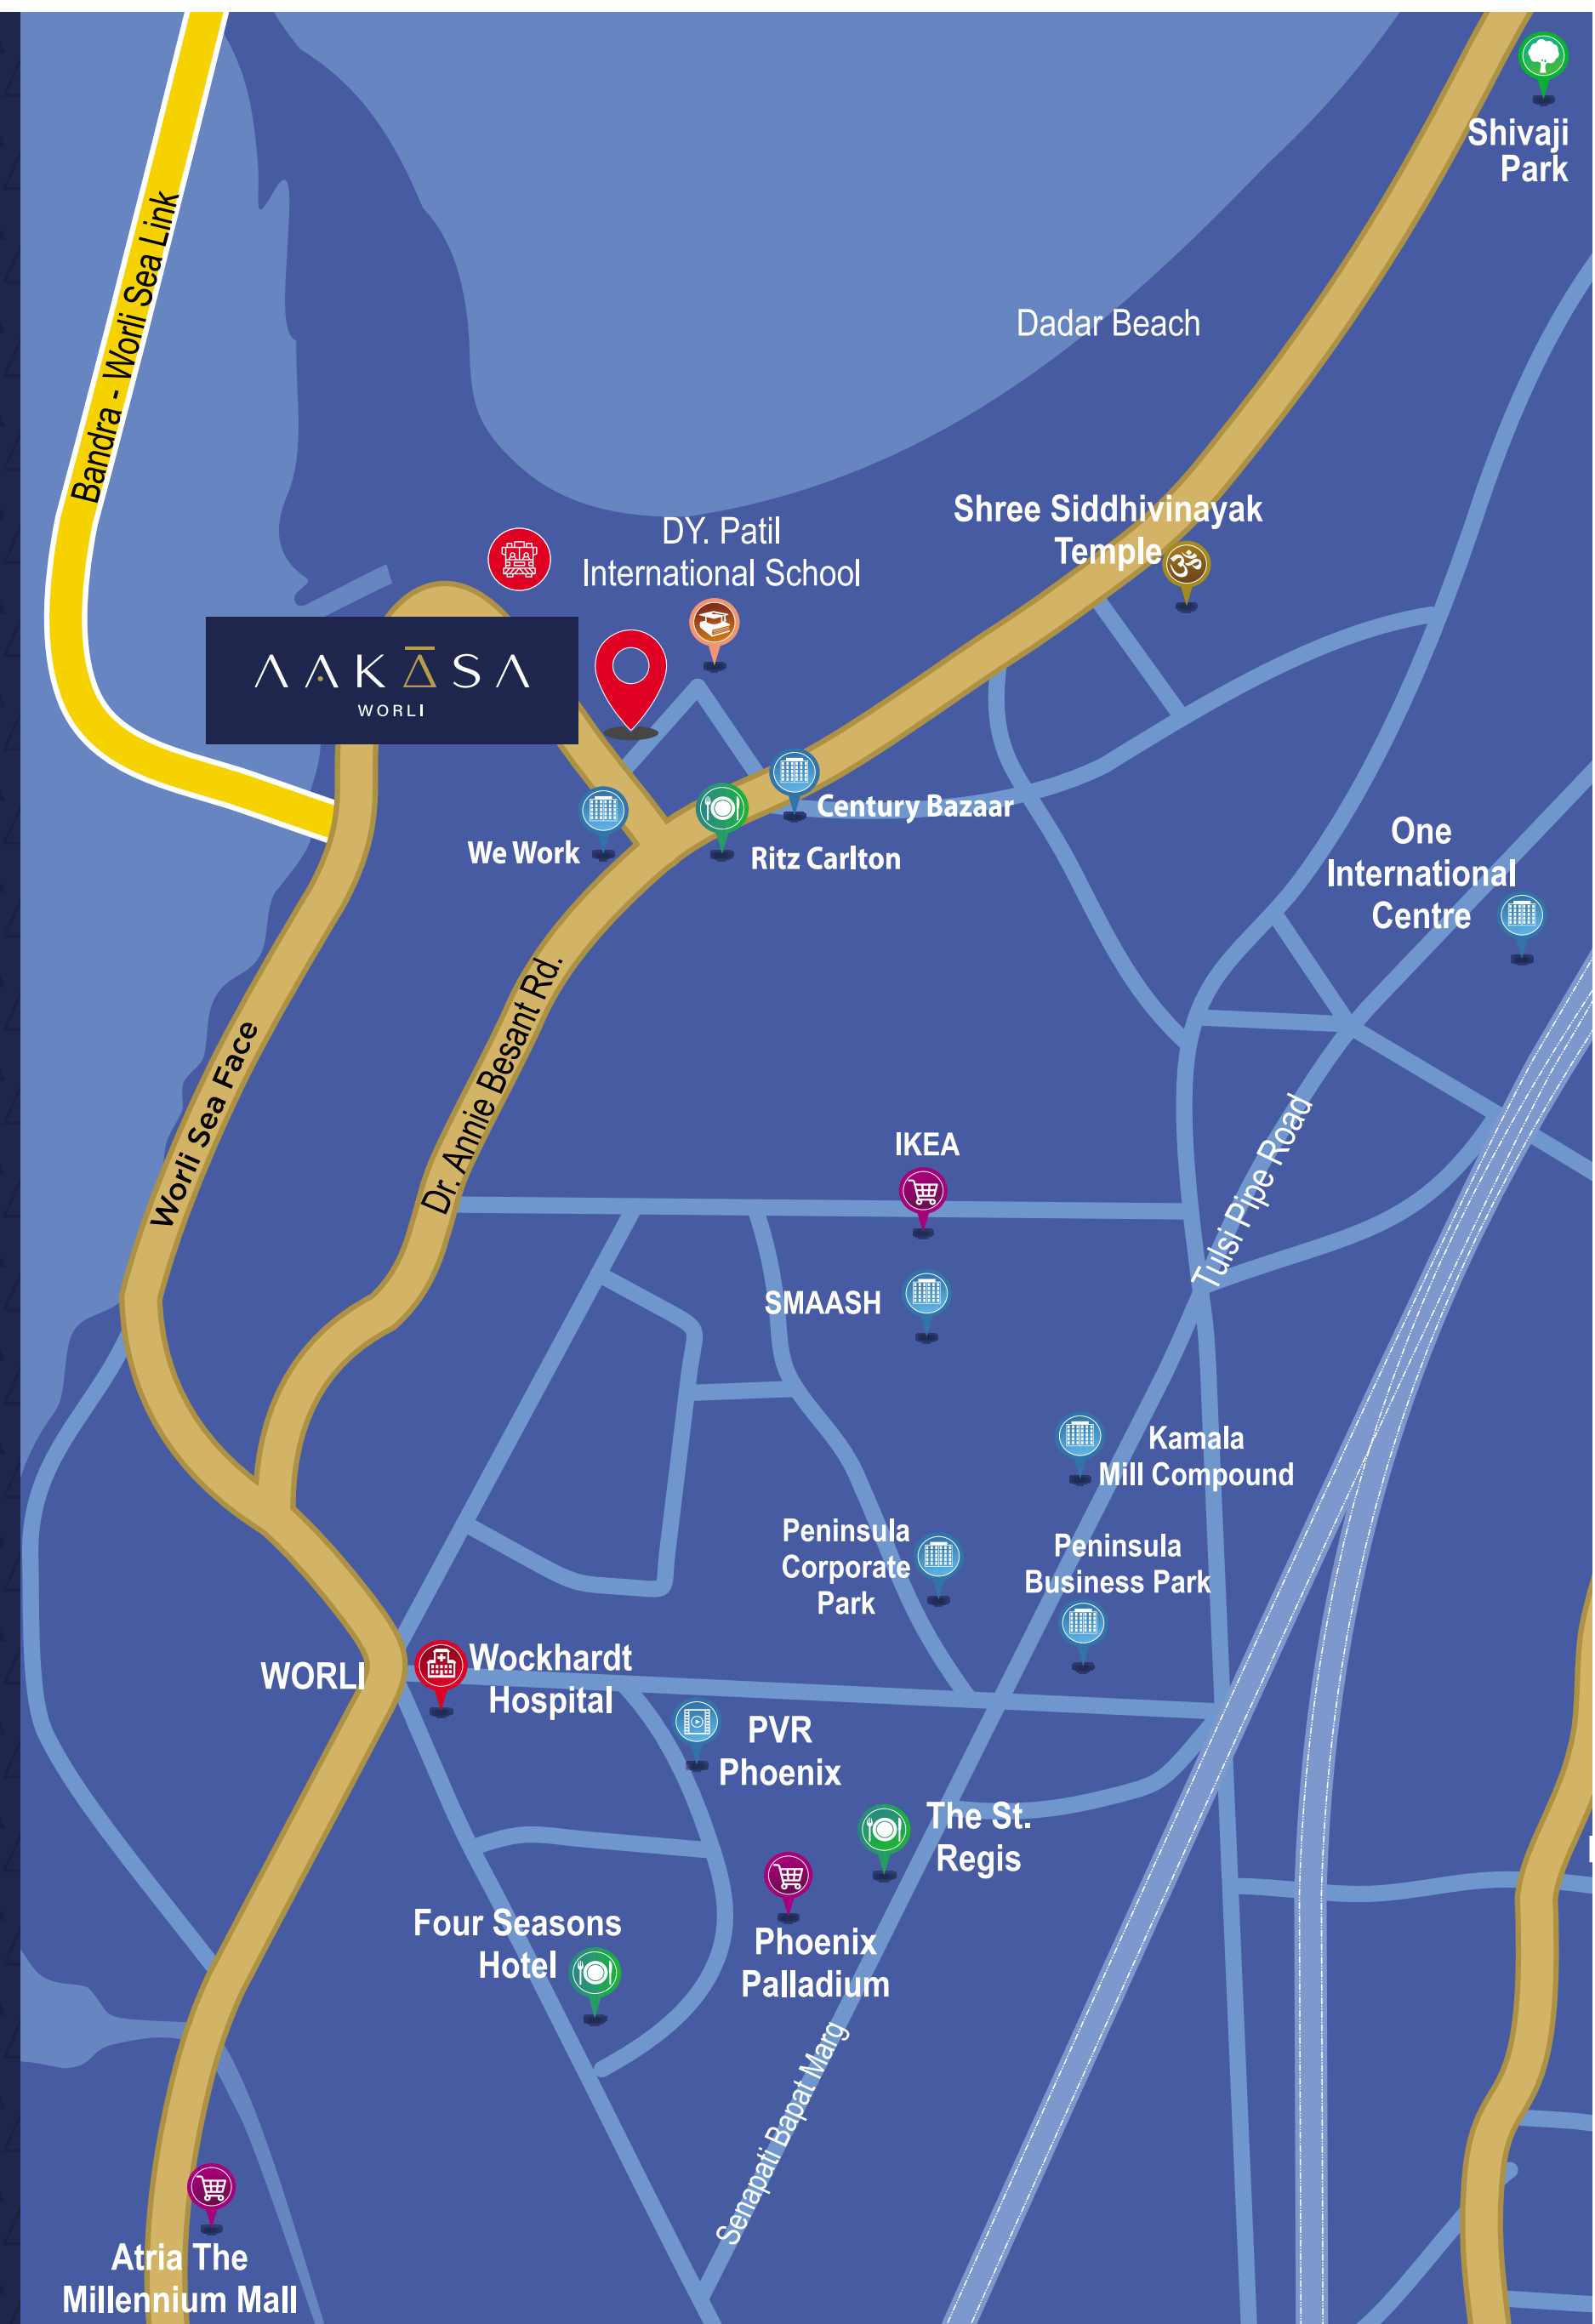 Shivaji
Park
Bandra - Worli Sea Link
Dadar Beach
Shree Siddhivinayak
Temple
DY. Patil
International School
AAKĀSA
WORLI
Century Bazaar
We Work
Ritz Carlton
One
International
Centre
Dr. Annie Besant Rd.
Worli Sea Face
IKEA
Tulsi Pipe Road
SMAASH
Kamala
Mill Compound
Peninsula
Corporate
Park
Peninsula
Business Park
WORLI
Wockhardt
Hospital
PVR
Phoenix
The St.
Regis
Four Seasons
Hotel
Phoenix
Palladium
Senapati Bapat Marg
Atria The
Millennium Mall